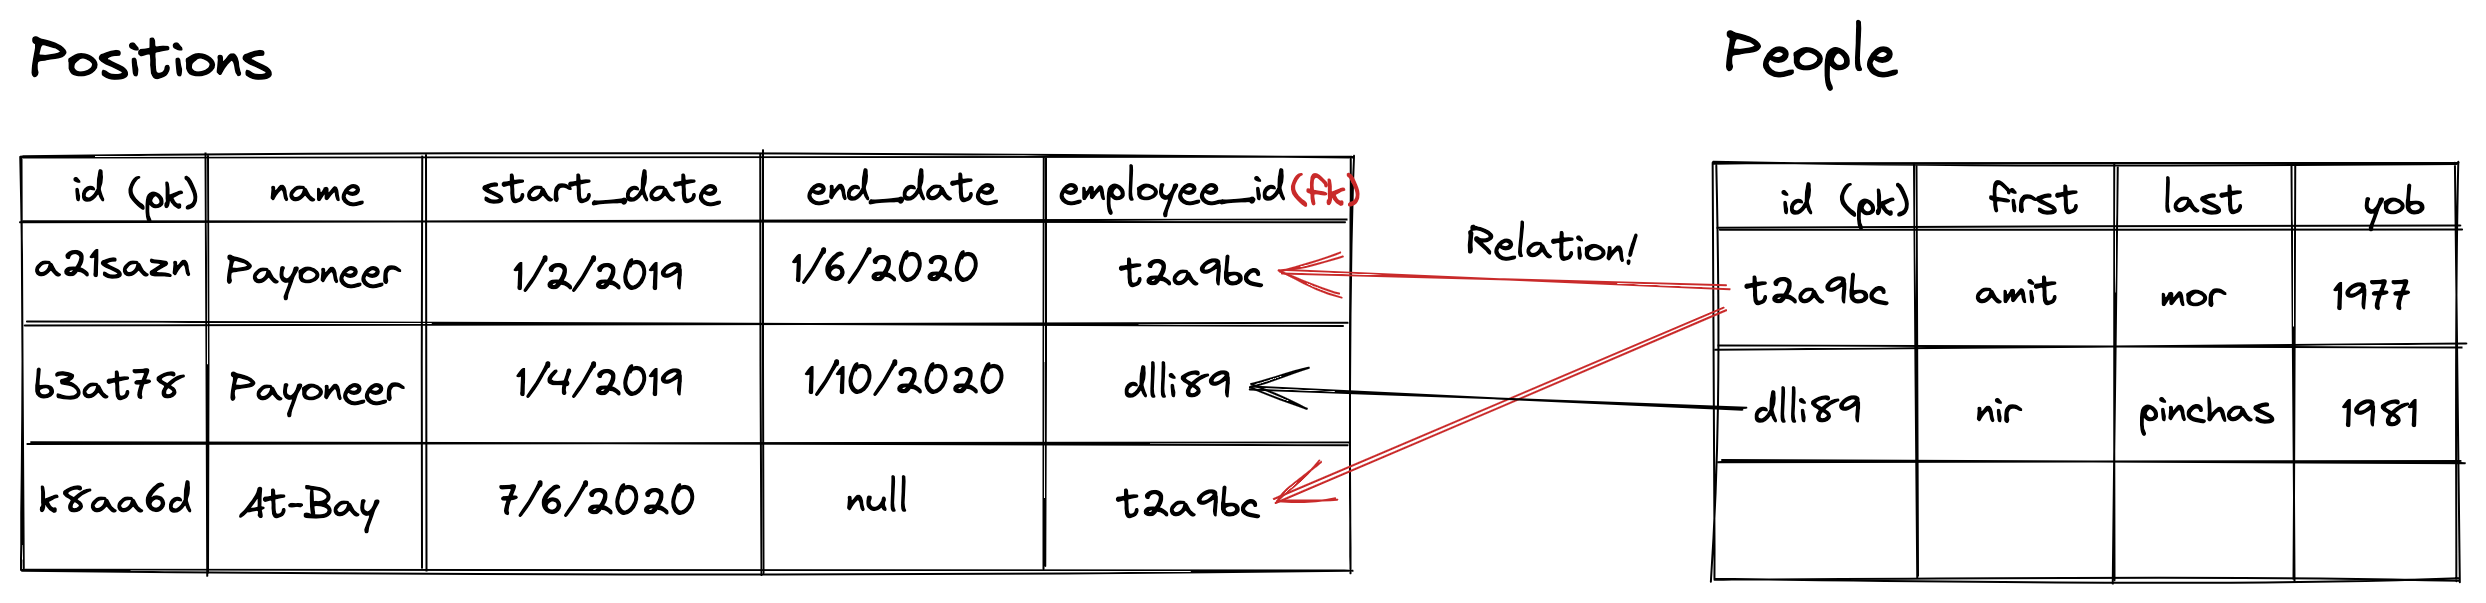 Positions
People
id (pk) name start_date end_date employee_id(fk)
a21sazn Payoneer 1/2/2019 1/6/2020 t2a9bc
b3at78 Payoneer 1/4/2019 1/10/2020 dlli89
k8aa6d At-Bay 7/6/2020 null t2a9bc
Relation!
id (pk) first last yob
t2a9bc amit mor 1977
dlli89 nir pinchas 1981